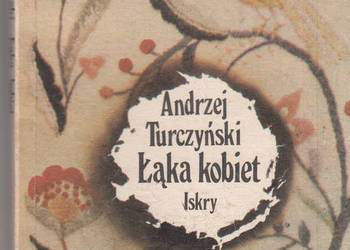 Andrzej
Turczyński
Łąka kobiet
Iskry